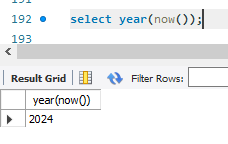 192 select year(now());
193
Result Grid Filter Rows:
year(now())
2024